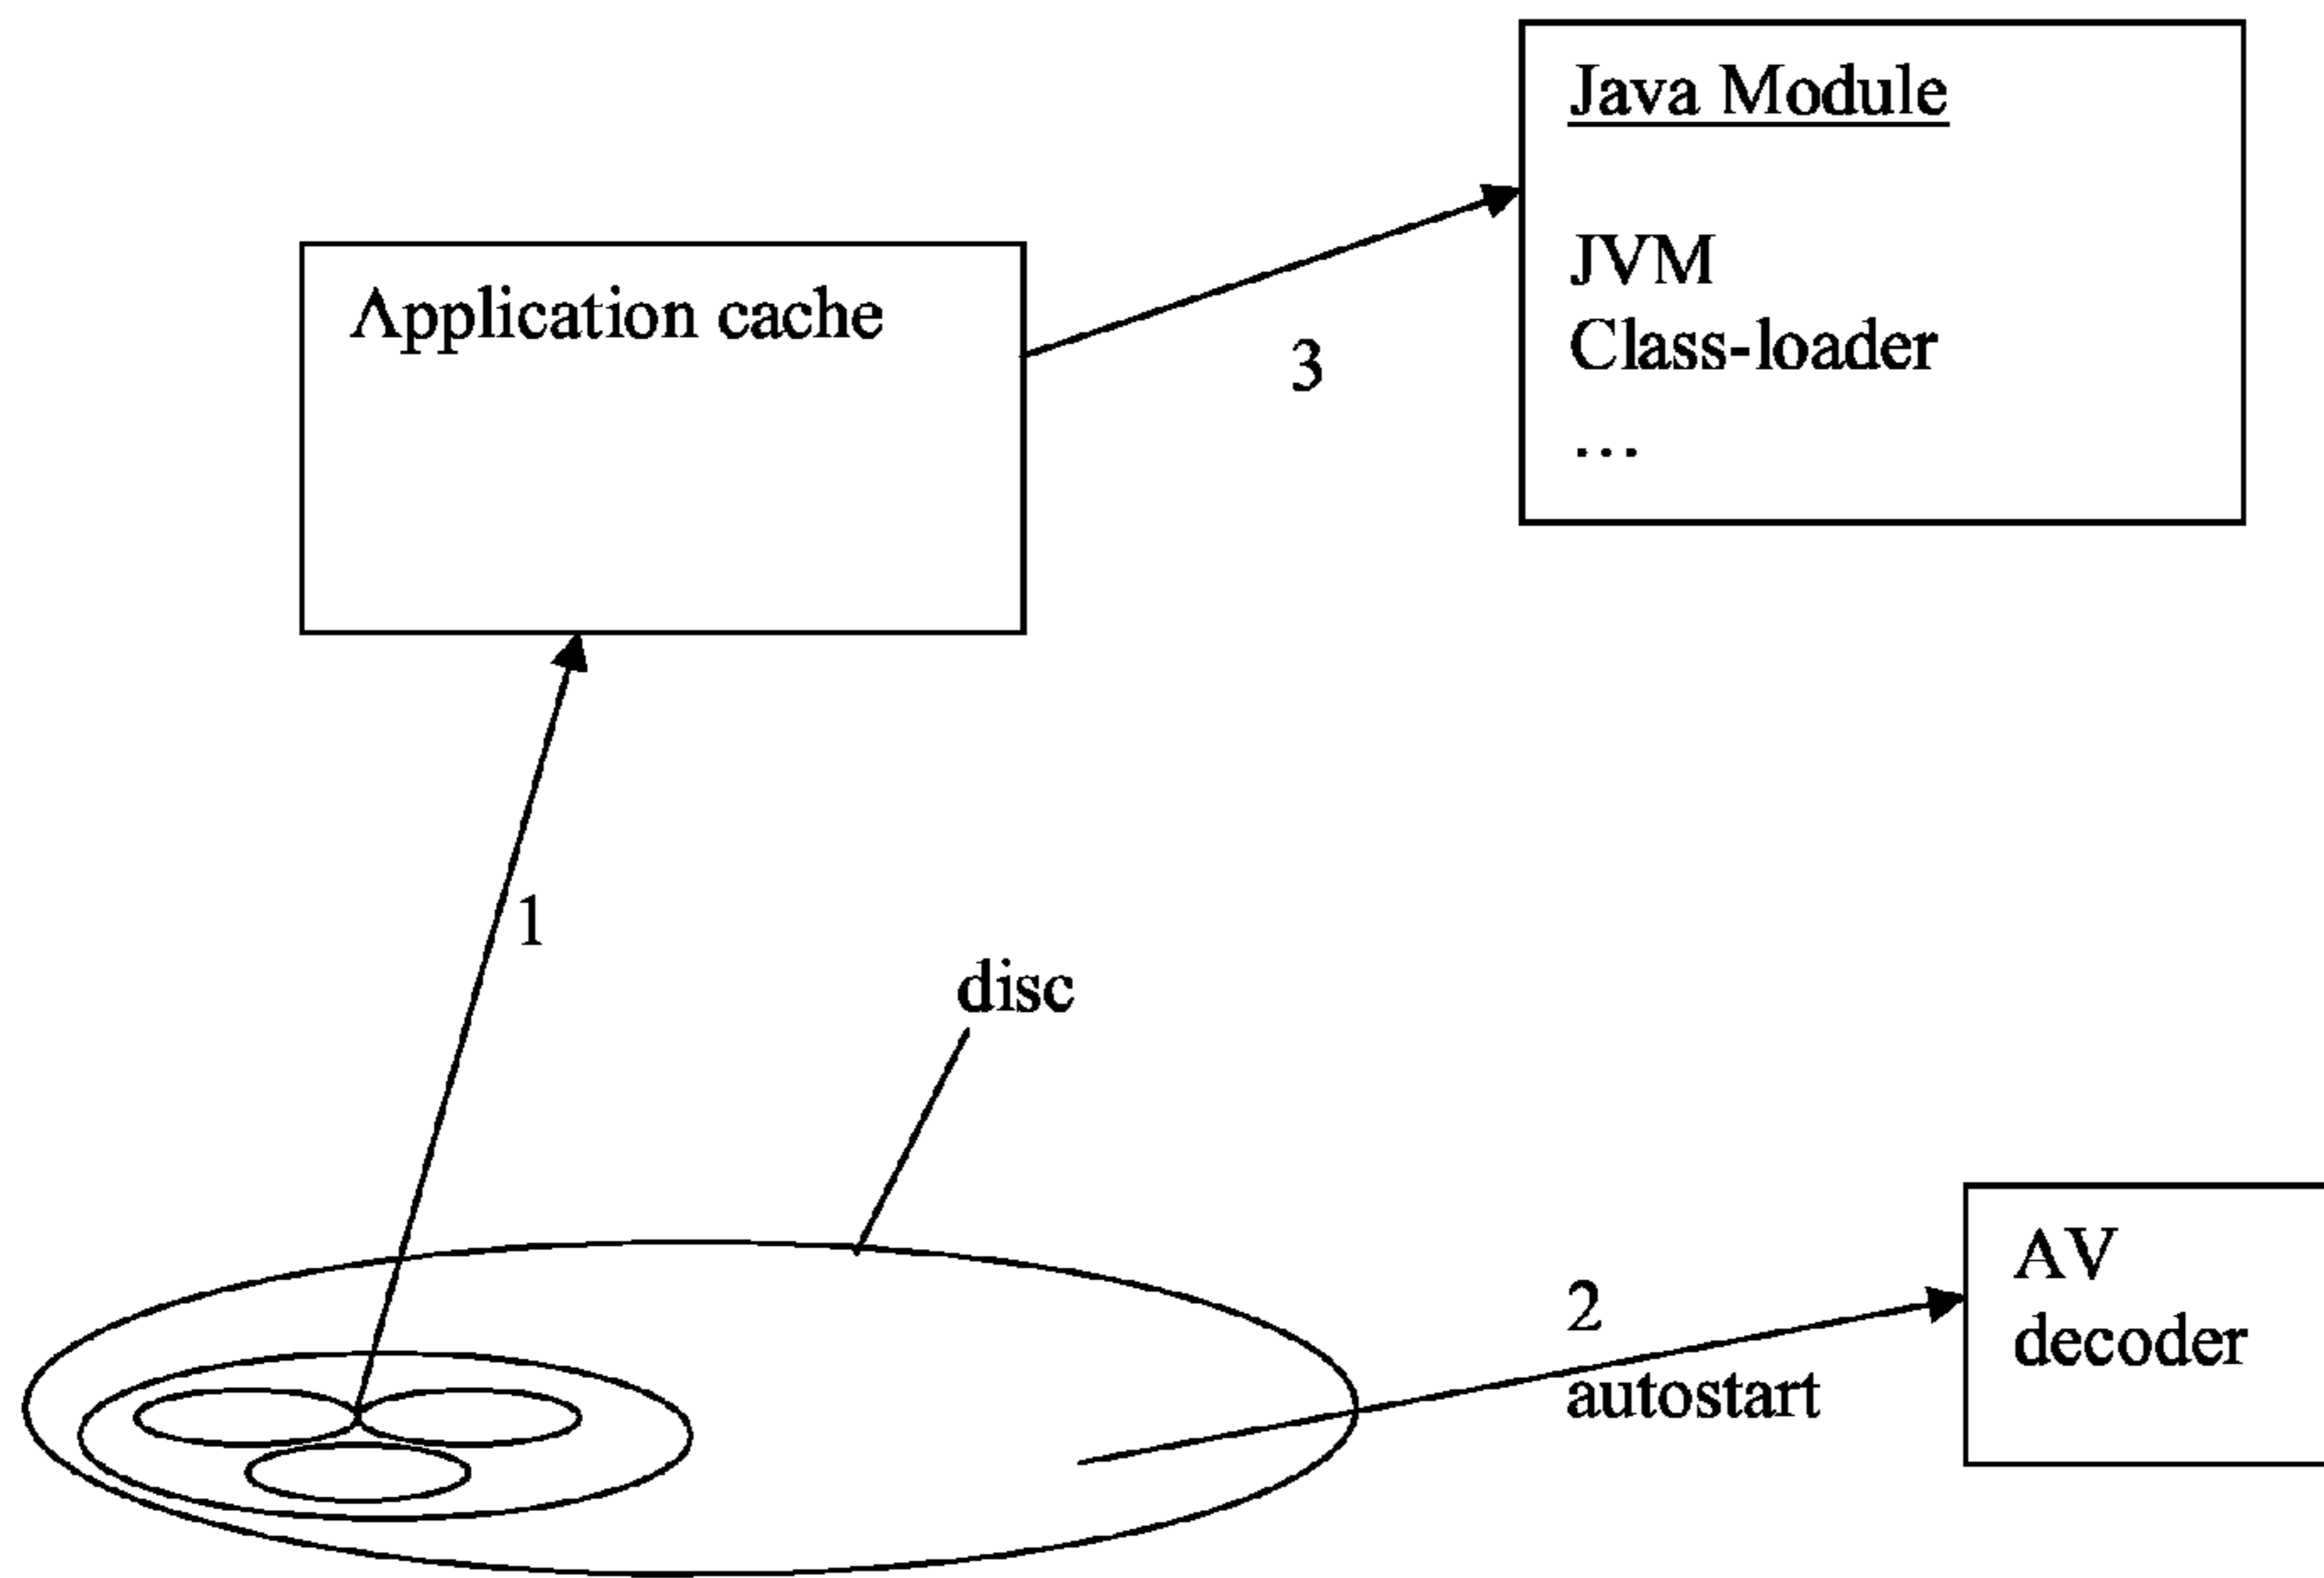 Java Module
JVM
Class-loader
...
Application cache
3
1
disc
2
autostart
AV
decoder